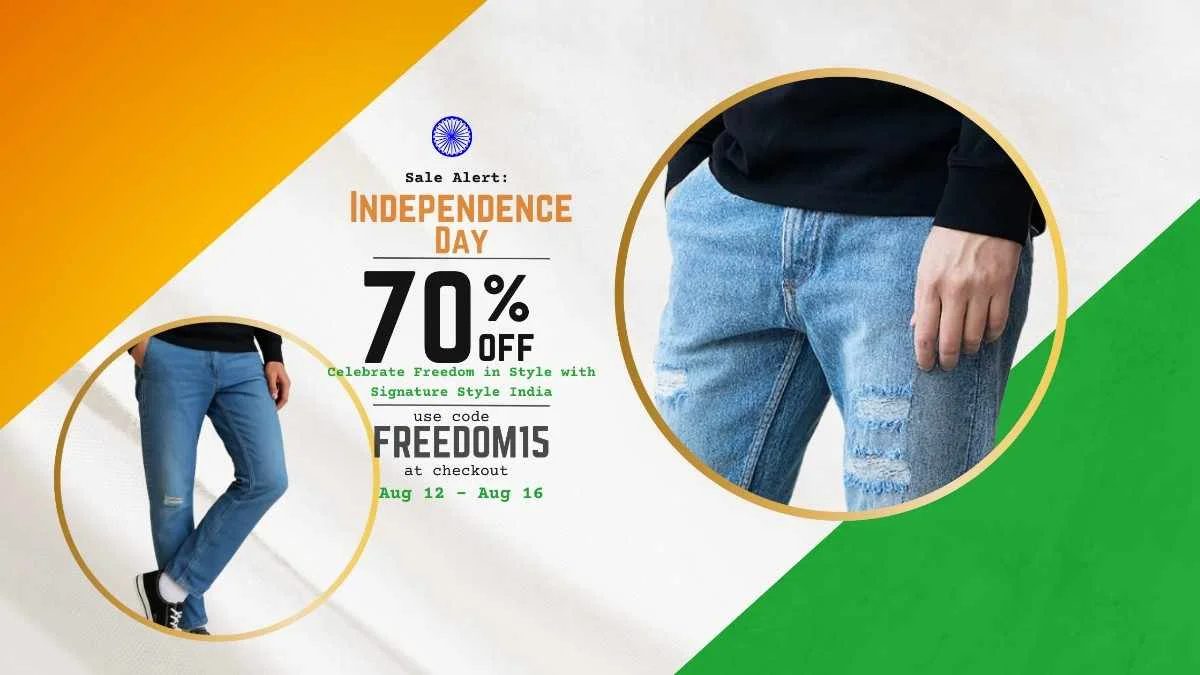 Sale Alert:
INDEPENDENCE
DAY
70%
OFF
Celebrate Freedom in Style with
Signature Style India
use code
FREEDOM15
at checkout
Aug 12 - Aug 16